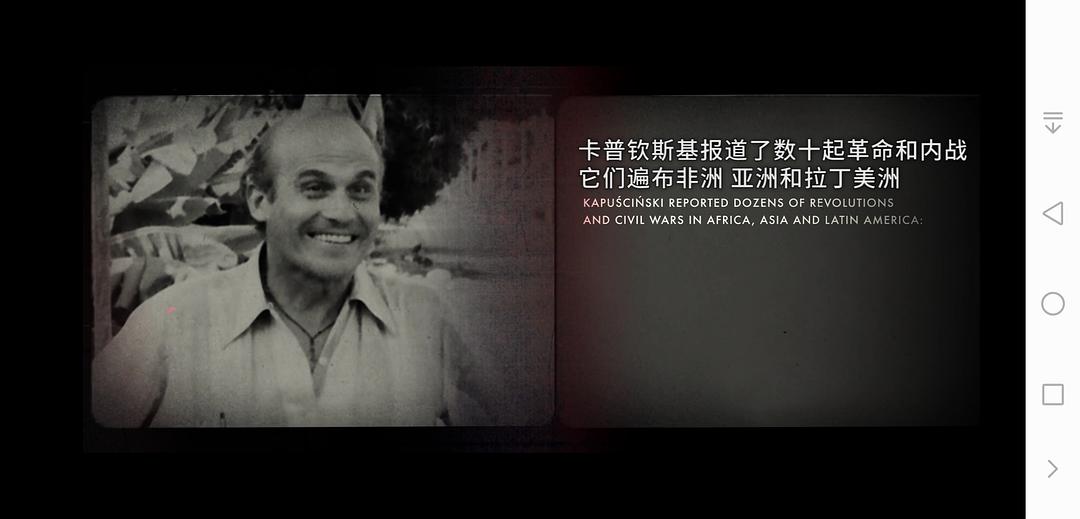 卡普钦斯基报道了数十起革命和内战
它们遍布非洲 亚洲和拉丁美洲
KAPUŚCIŃSKI REPORTED DOZENS OF REVOLUTIONS
AND CIVIL WARS IN AFRICA, ASIA AND LATIN AMERICA: